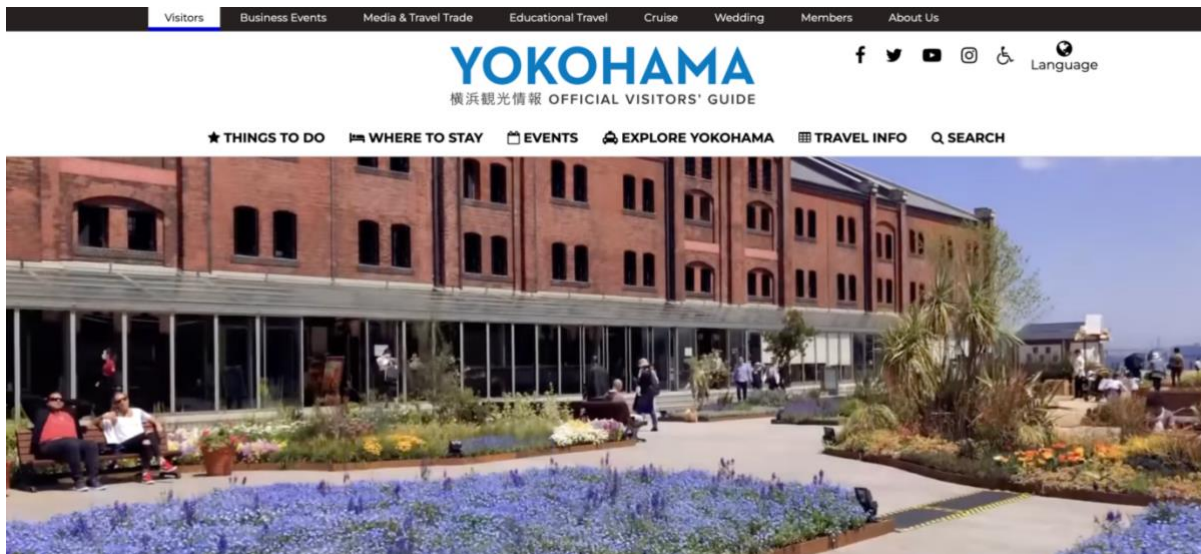 Visitors Business Events Media & Travel Trade Educational Travel Cruise Wedding Members About Us
YOKOHAMA
横浜観光情報 OFFICIAL VISITORS' GUIDE
Language
THINGS TO DO WHERE TO STAY EVENTS EXPLORE YOKOHAMA TRAVEL INFO SEARCH